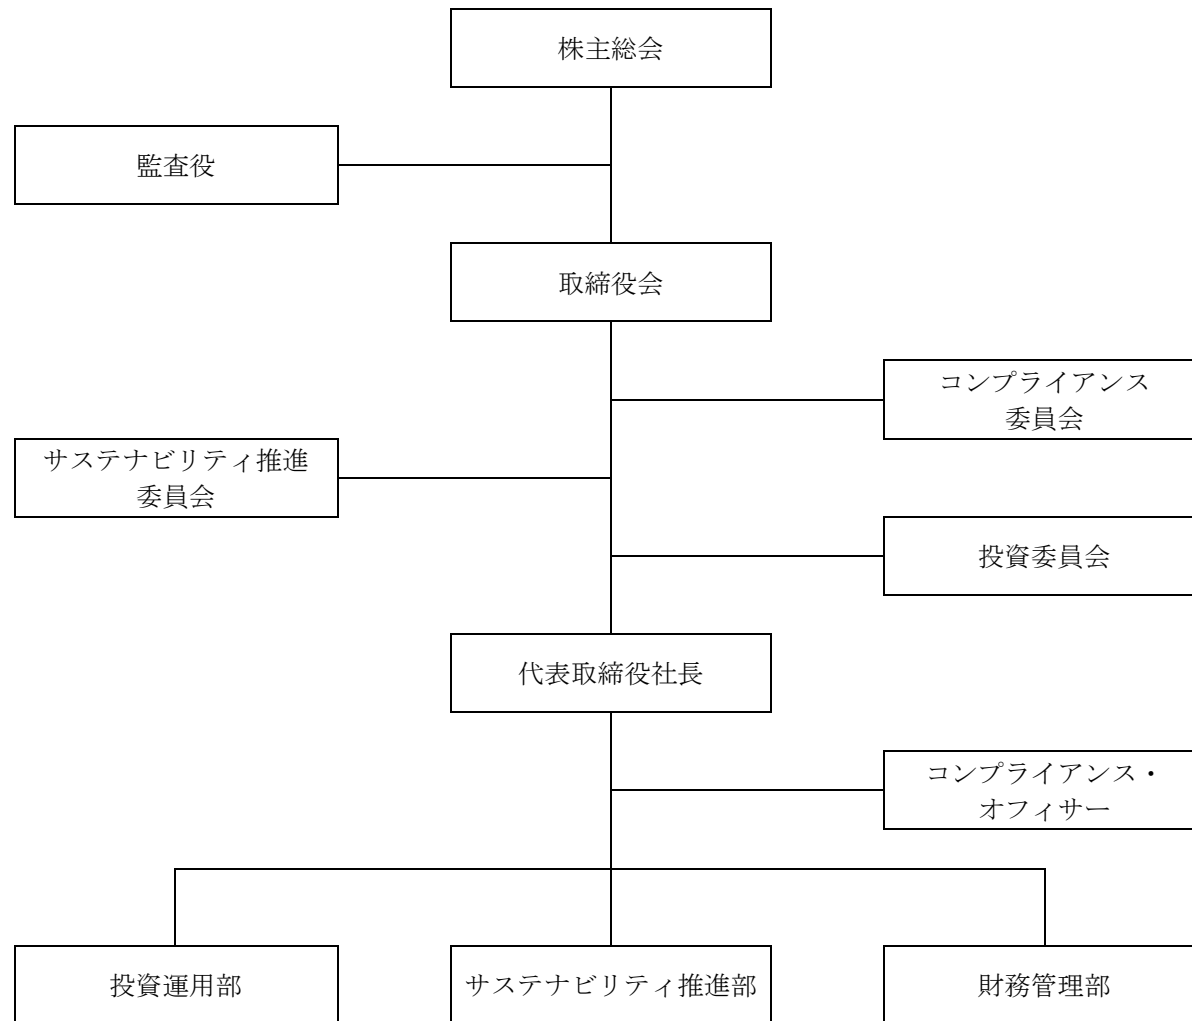 株主総会
監査役
取締役会
コンプライアンス
委員会
サステナビリティ推進
委員会
投資委員会
代表取締役社長
コンプライアンス・
オフィサー
投資運用部
サステナビリティ推進部
財務管理部